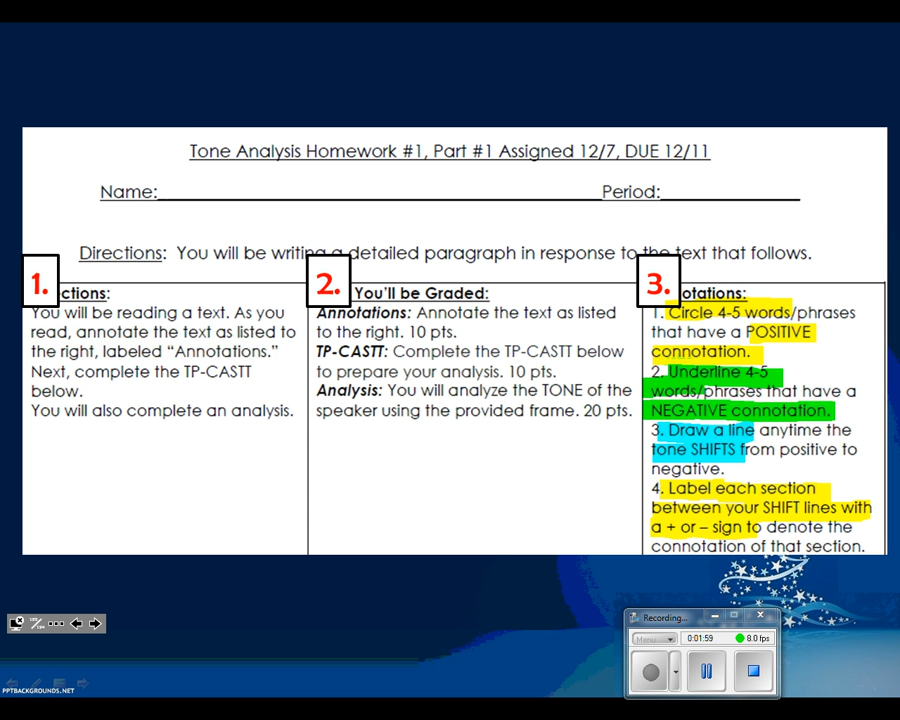 Tone Analysis Homework #1, Part #1 Assigned 12/7, DUE 12/11
Name: Period:
Directions: You will be writing a detailed paragraph in response to the text that follows.
1.
ctions:
You will be reading a text. As you
read, annotate the text as listed to
the right, labeled “Annotations.”
Next, complete the TP-CASTT
below.
You will also complete an analysis.
2.
You’ll be Graded:
Annotations: Annotate the text as listed
to the right. 10 pts.
TP-CASTT: Complete the TP-CASTT below
to prepare your analysis. 10 pts.
Analysis: You will analyze the TONE of the
speaker using the provided frame. 20 pts.
3.
otations:
1. Circle 4-5 words/phrases
that have a POSITIVE
connotation.
2. Underline 4-5
words/phrases that have a
NEGATIVE connotation.
3. Draw a line anytime the
tone SHIFTS from positive to
negative.
4. Label each section
between your SHIFT lines with
a + or – sign to denote the
connotation of that section.
Recording...
Menu
0:01:59
8.0 fps
PPTBACKGROUNDS.NET